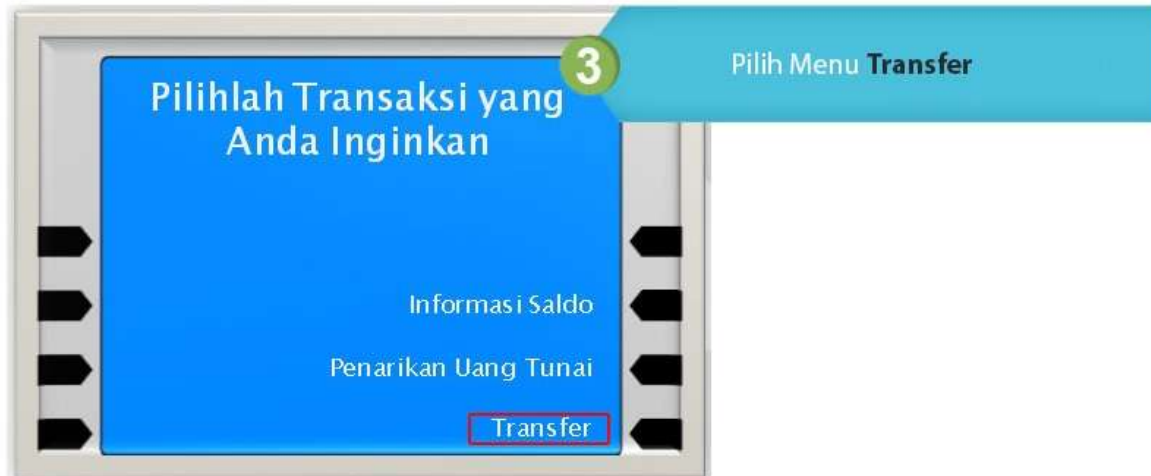 3
Pilih Menu Transfer
Pilihlah Transaksi yang
Anda Inginkan
Informasi Saldo
Penarikan Uang Tunai
Transfer